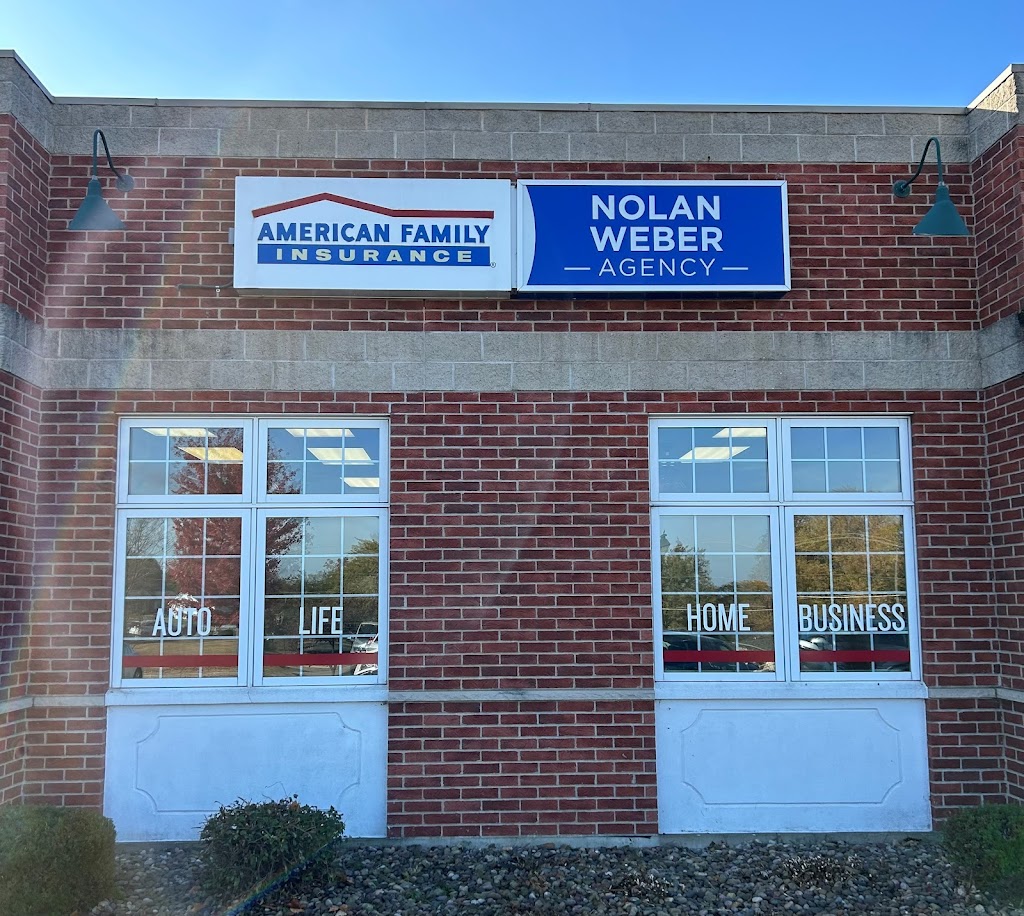 AMERICAN FAMILY
INSURANCE®
NOLAN
WEBER
AGENCY
AUTO
LIFE
HOME
BUSINESS